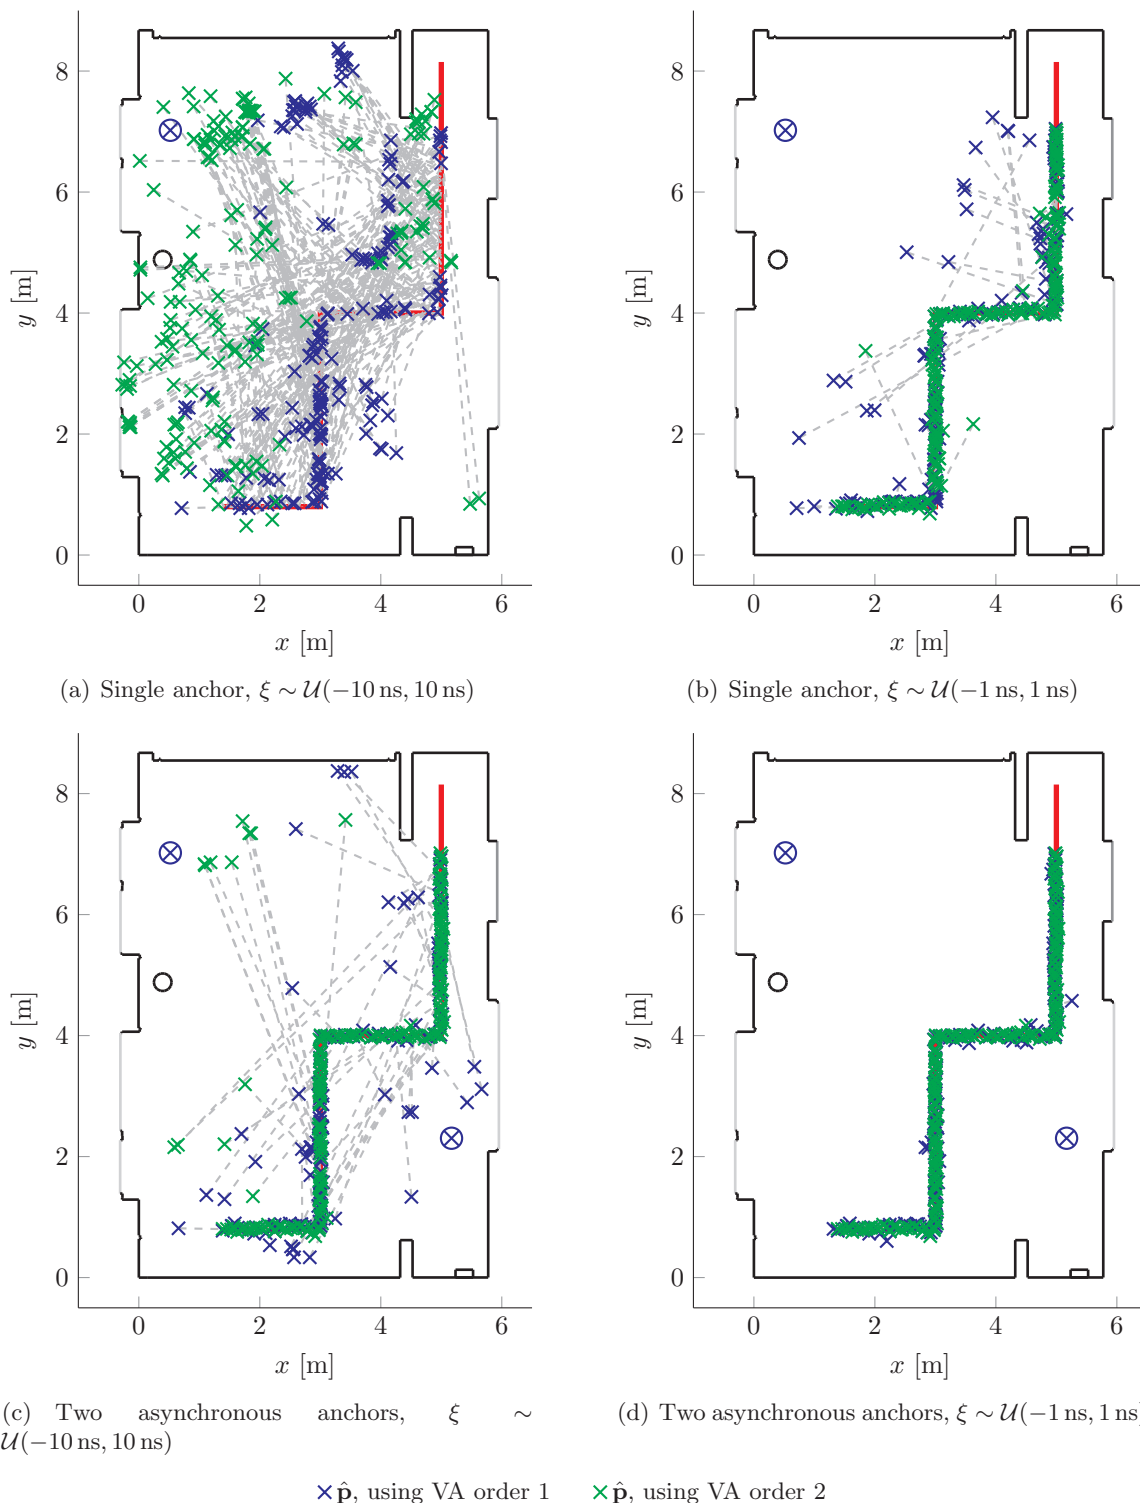 8
6
4
2
0
y [m]
0 2 4 6
x [m]
(a) Single anchor, ξ ∼ U(−10 ns, 10 ns)
8
6
4
2
0
y [m]
0 2 4 6
x [m]
(b) Single anchor, ξ ∼ U(−1 ns, 1 ns)
8
6
4
2
0
y [m]
0 2 4 6
x [m]
(c) Two asynchronous anchors, ξ ∼
U(−10 ns, 10 ns)
8
6
4
2
0
y [m]
0 2 4 6
x [m]
(d) Two asynchronous anchors, ξ ∼ U(−1 ns, 1 ns)
p̂, using VA order 1
p̂, using VA order 2